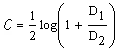 C = 1/2 log(1 + D₁/D₂)